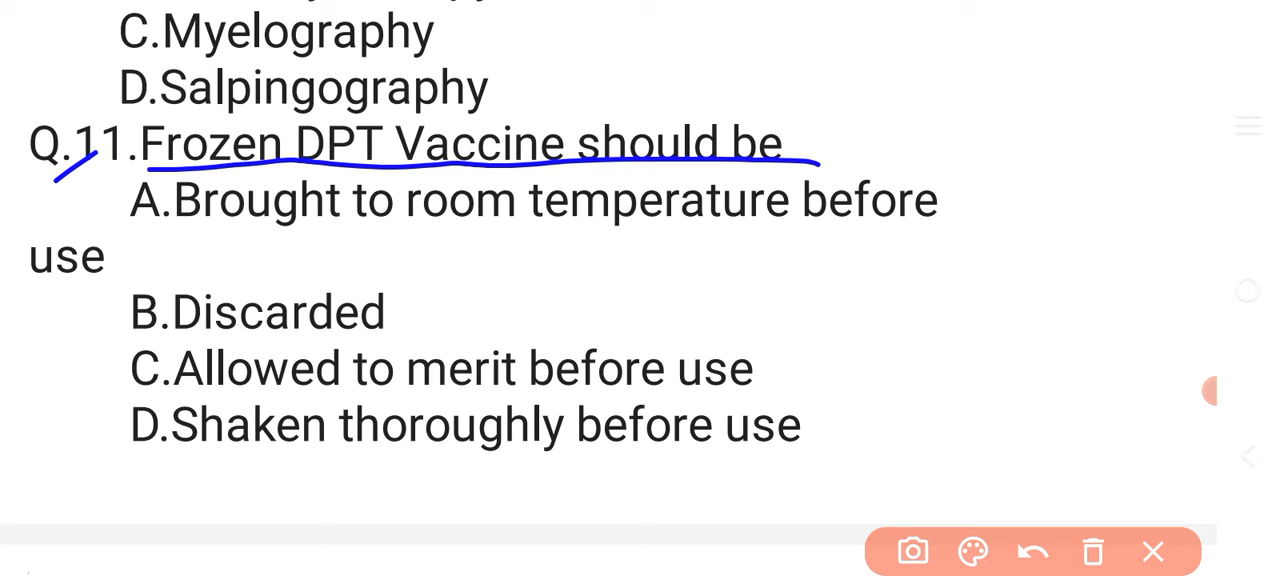 C.Myelography
D.Salpingography
Q.11.Frozen DPT Vaccine should be
A.Brought to room temperature before
use
B.Discarded
C.Allowed to merit before use
D.Shaken thoroughly before use